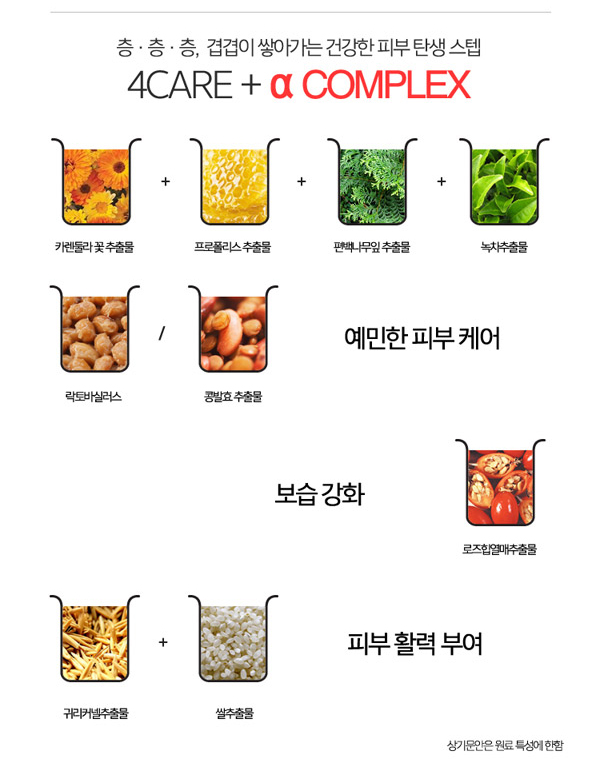 층 · 층 · 층, 겹겹이 쌓아가는 건강한 피부 탄생 스텝
4CARE + α COMPLEX
+ + +
카렌둘라 꽃 추출물 프로폴리스 추출물 편백나무잎 추출물 녹차추출물
/ 예민한 피부 케어
락토바실러스 콩발효 추출물
보습 강화
로즈힙열매추출물
+ 피부 활력 부여
귀리커넬추출물 쌀추출물
상기문안은 원료 특성에 한함